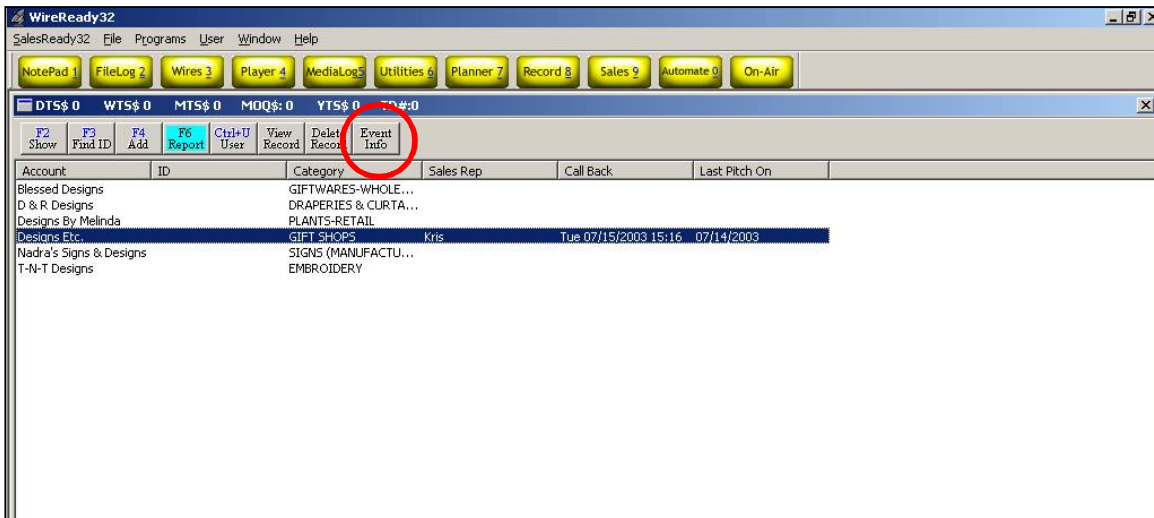 WireReady32
SalesReady32 File Programs User Window Help
NotePad 1 FileLog 2 Wires 3 Player 4 MediaLog5 Utilities 6 Planner 7 Record 8 Sales 9 Automate 0 On-Air
DTS$ 0 WTS$ 0 MTS$ 0 MOQ$: 0 YTS$ 0 TD#:0
F2 Show F3 Find ID F4 Add F6 Report Ctrl+U User View Record Delete Record Event Info
Account ID Category Sales Rep Call Back Last Pitch On
Blessed Designs GIFTWARES-WHOLE...
D & R Designs DRAPERIES & CURTA...
Designs By Melinda PLANTS-RETAIL
Designs Etc. GIFT SHOPS Kris Tue 07/15/2003 15:16 07/14/2003
Nadra's Signs & Designs SIGNS (MANUFACTU...
T-N-T Designs EMBROIDERY